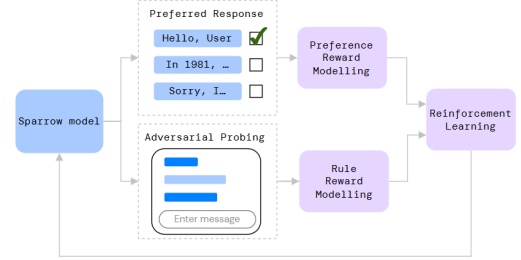 Preferred Response
Hello, User
In 1981, …
Sorry, I…
Sparrow model
Adversarial Probing
Enter message
Preference
Reward
Modelling
Rule
Reward
Modelling
Reinforcement
Learning